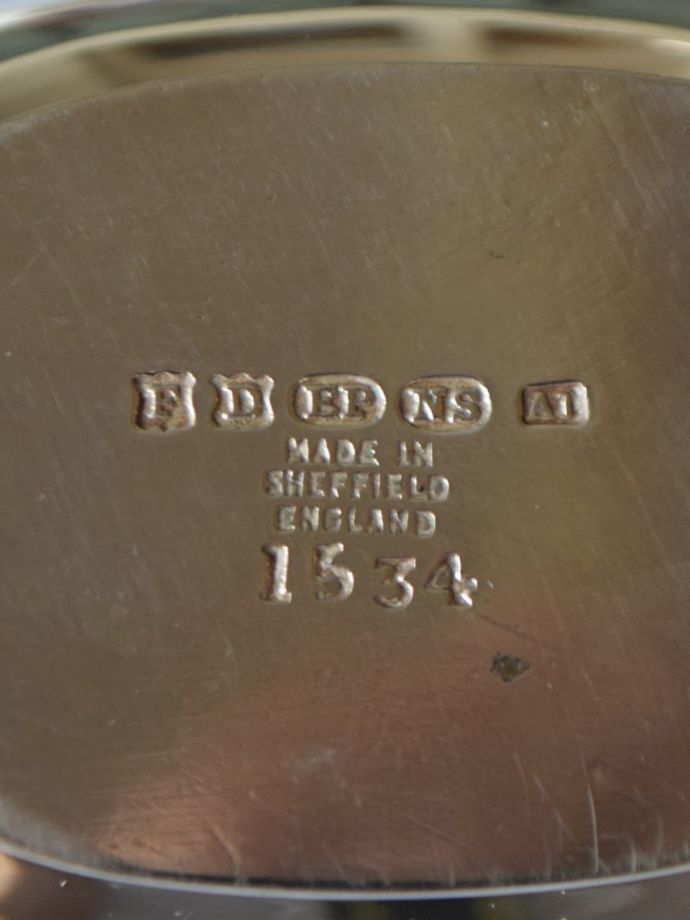 F D EP NS A1
MADE IN
SHEFFIELD
ENGLAND
1534